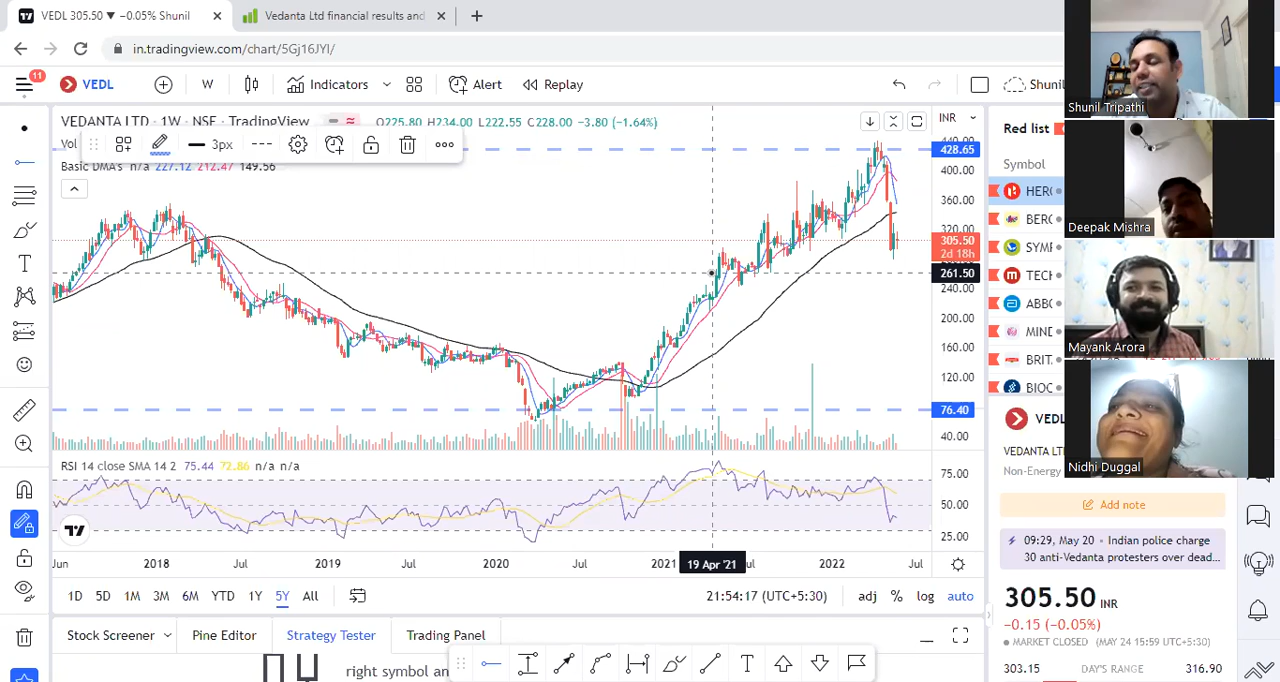 VEDL 305.50 ▼ −0.05% Shunil
Vedanta Ltd financial results and
in.tradingview.com/chart/5Gj16JYI/
11
VEDL
W
Indicators
Alert
Replay
Shunil
VEDANTA LTD · 1W · NSE · TradingView
O225.80 H234.00 L222.55 C228.00 −3.80 (−1.64%)
INR
Vol
3px
Basic DMA's n/a 227.12 212.47 149.56
440.00
428.65
400.00
360.00
320.00
305.50
2d 18h
261.50
240.00
200.00
160.00
120.00
76.40
40.00
RSI 14 close SMA 14 2 75.44 72.86 n/a n/a
75.00
50.00
25.00
Jun
2018
Jul
2019
Jul
2020
Jul
2021
19 Apr '21
ul
2022
Jul
1D 5D 1M 3M 6M YTD 1Y 5Y All
21:54:17 (UTC+5:30)
adj % log auto
Stock Screener
Pine Editor
Strategy Tester
Trading Panel
right symbol an
Red list
Symbol
HERO
BERG
SYMP
TECH
ABBO
MIND
BRIT
BIOC
VEDL
VEDANTA L
Non-Energy
Add note
09:29, May 20 • Indian police charge
30 anti-Vedanta protesters over dead...
305.50 INR
−0.15 (−0.05%)
MARKET CLOSED (MAY 24 15:59 UTC+5:30)
303.15 DAY'S RANGE 316.90
Shunil Tripathi
Deepak Mishra
Mayank Arora
Nidhi Duggal